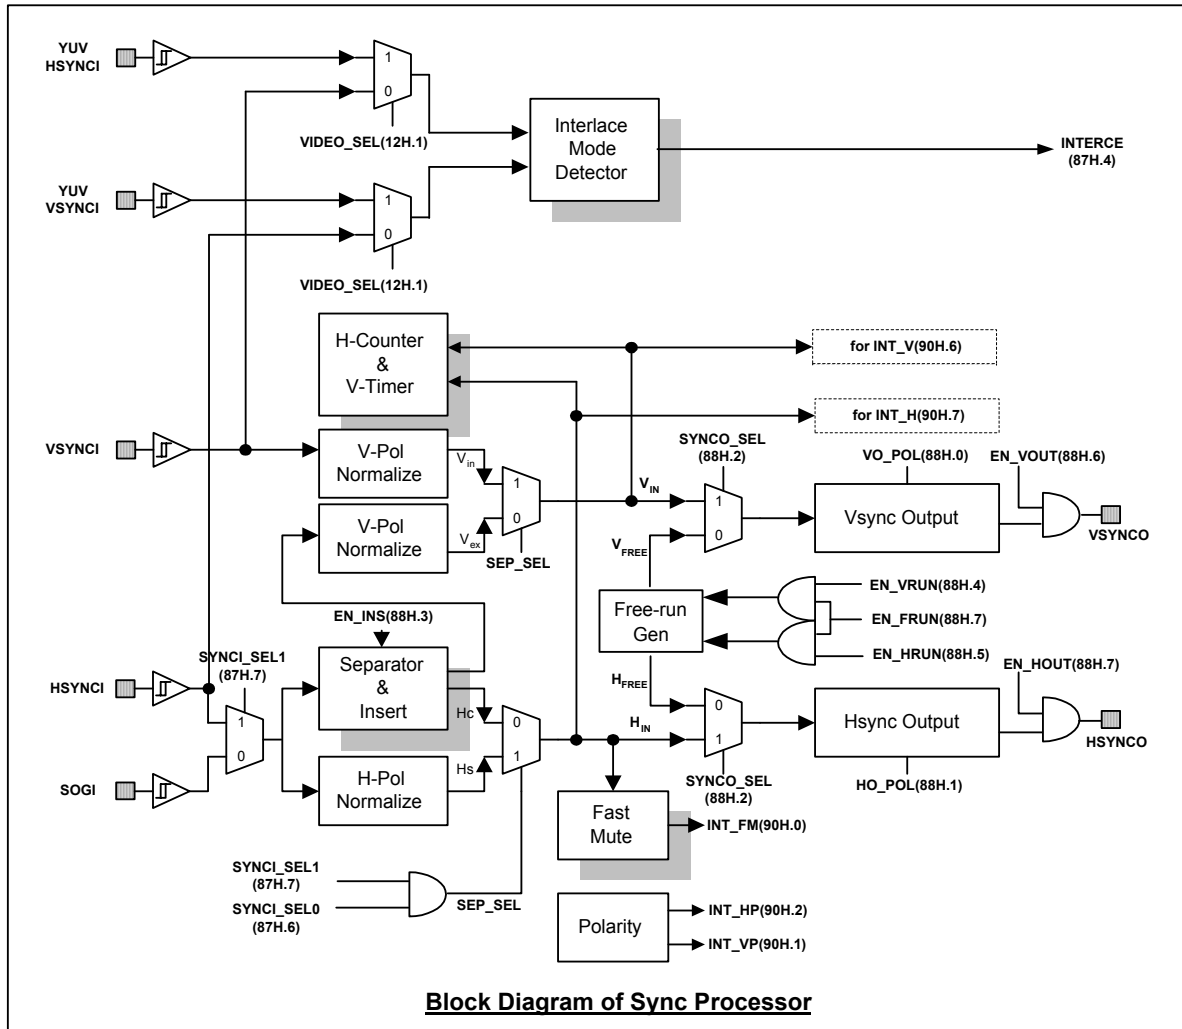 YUV
HSYNCI
1
0
VIDEO_SEL(12H.1)
Interlace
Mode
Detector
INTERCE
(87H.4)
YUV
VSYNCI
1
0
VIDEO_SEL(12H.1)
H-Counter
&
V-Timer
for INT_V(90H.6)
for INT_H(90H.7)
VSYNCI
V-Pol
Normalize
Vin
1
0
V-Pol
Normalize
Vex
SEP_SEL
SYNCO_SEL
(88H.2)
VIN
1
0
VFREE
VO_POL(88H.0)
EN_VOUT(88H.6)
Vsync Output
VSYNCO
EN_INS(88H.3)
Free-run
Gen
EN_VRUN(88H.4)
EN_FRUN(88H.7)
EN_HRUN(88H.5)
HSYNCI
SYNCI_SEL1
(87H.7)
1
0
Separator
&
Insert
Hc
0
1
HFREE
HIN
0
1
EN_HOUT(88H.7)
Hsync Output
HSYNCO
SOGI
H-Pol
Normalize
Hs
SYNCO_SEL
(88H.2)
HO_POL(88H.1)
Fast
Mute
INT_FM(90H.0)
SYNCI_SEL1
(87H.7)
SYNCI_SEL0
(87H.6)
SEP_SEL
Polarity
INT_HP(90H.2)
INT_VP(90H.1)
Block Diagram of Sync Processor